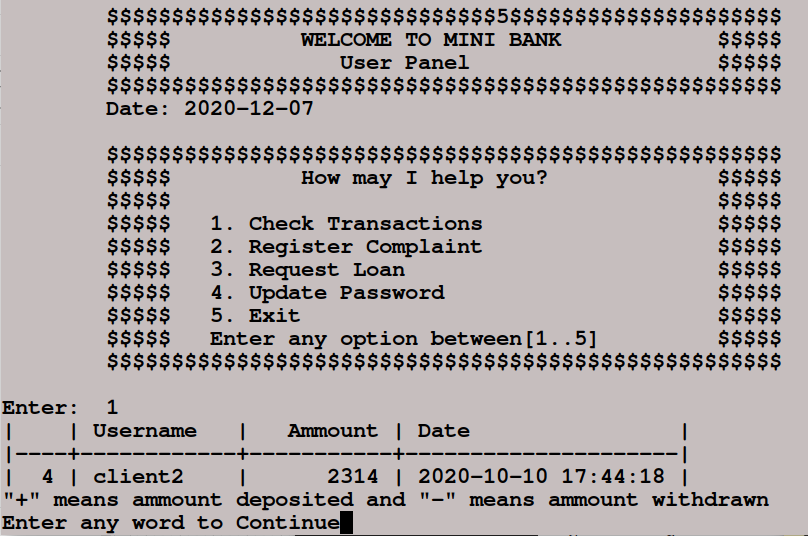 $$$$$$$$$$$$$$$$$$$$$$$$$$$$$$5$$$$$$$$$$$$$$$$$$$$$
$$$$$          WELCOME TO MINI BANK            $$$$$
$$$$$             User Panel                   $$$$$
$$$$$$$$$$$$$$$$$$$$$$$$$$$$$$$$$$$$$$$$$$$$$$$$$$$$
Date: 2020-12-07
$$$$$$$$$$$$$$$$$$$$$$$$$$$$$$$$$$$$$$$$$$$$$$$$$$$$
$$$$$          How may I help you?             $$$$$
$$$$$                                          $$$$$
$$$$$   1. Check Transactions                  $$$$$
$$$$$   2. Register Complaint                  $$$$$
$$$$$   3. Request Loan                        $$$$$
$$$$$   4. Update Password                     $$$$$
$$$$$   5. Exit                                $$$$$
$$$$$   Enter any option between[1..5]         $$$$$
$$$$$$$$$$$$$$$$$$$$$$$$$$$$$$$$$$$$$$$$$$$$$$$$$$$$
Enter:  1
|    | Username   |   Ammount | Date                |
|----+------------+-----------+---------------------|
|  4 | client2    |      2314 | 2020-10-10 17:44:18 |
"+" means ammount deposited and "-" means ammount withdrawn
Enter any word to Continue